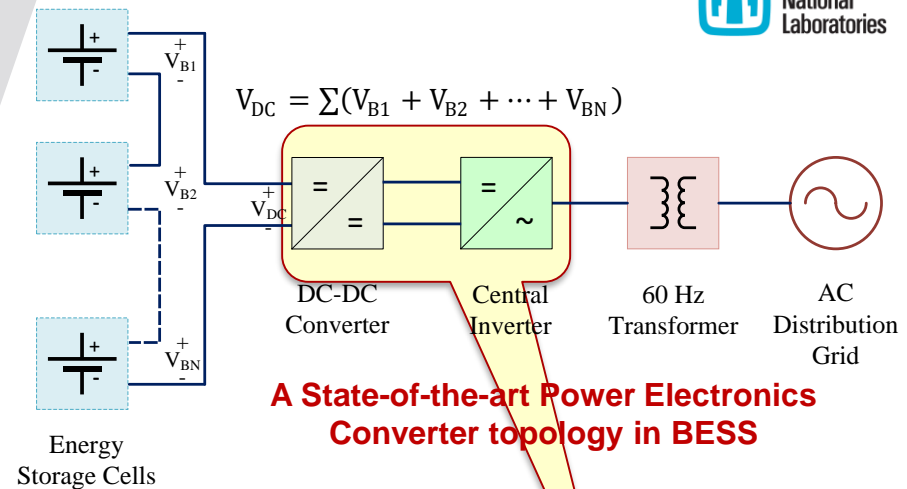 National
Laboratories
+
-
+
V_B1
-
V_DC = ∑(V_B1 + V_B2 + ⋯ + V_BN)
+
-
+
V_B2
-
+
V_DC
-
=
=
=
~
+
-
+
V_BN
-
DC-DC
Converter
Central
Inverter
60 Hz
Transformer
AC
Distribution
Grid
A State-of-the-art Power Electronics
Converter topology in BESS
Energy
Storage Cells